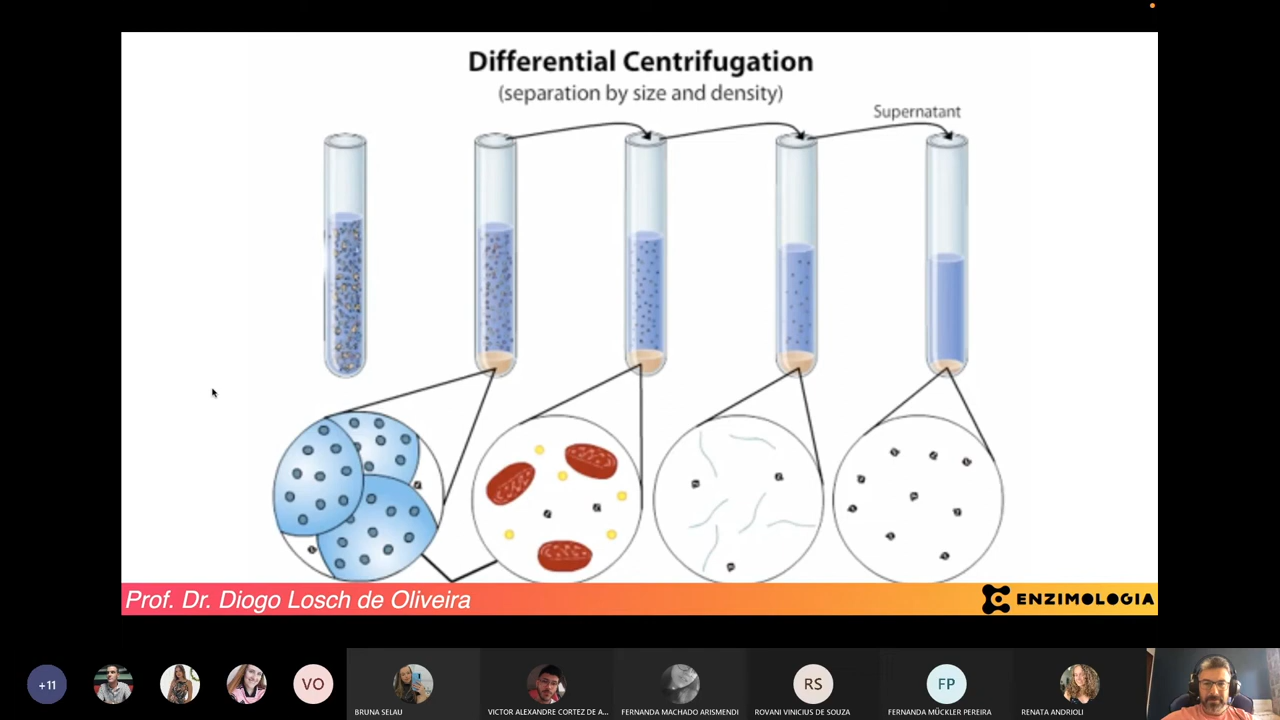 Differential Centrifugation
(separation by size and density)
Supernatant
Prof. Dr. Diogo Losch de Oliveira
ENZIMOLOGIA
+11
VO
BRUNA SELAU
VICTOR ALEXANDRE CORTEZ DE A...
FERNANDA MACHADO ARISMENDI
RS
ROVANI VINICIUS DE SOUZA
FP
FERNANDA MÜCKLER PEREIRA
RENATA ANDRIOLI